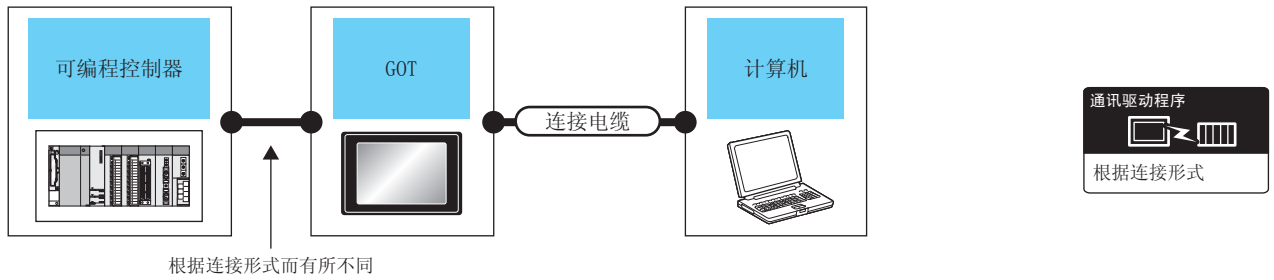 可编程控制器
GOT
计算机
连接电缆
通讯驱动程序
根据连接形式
根据连接形式而有所不同